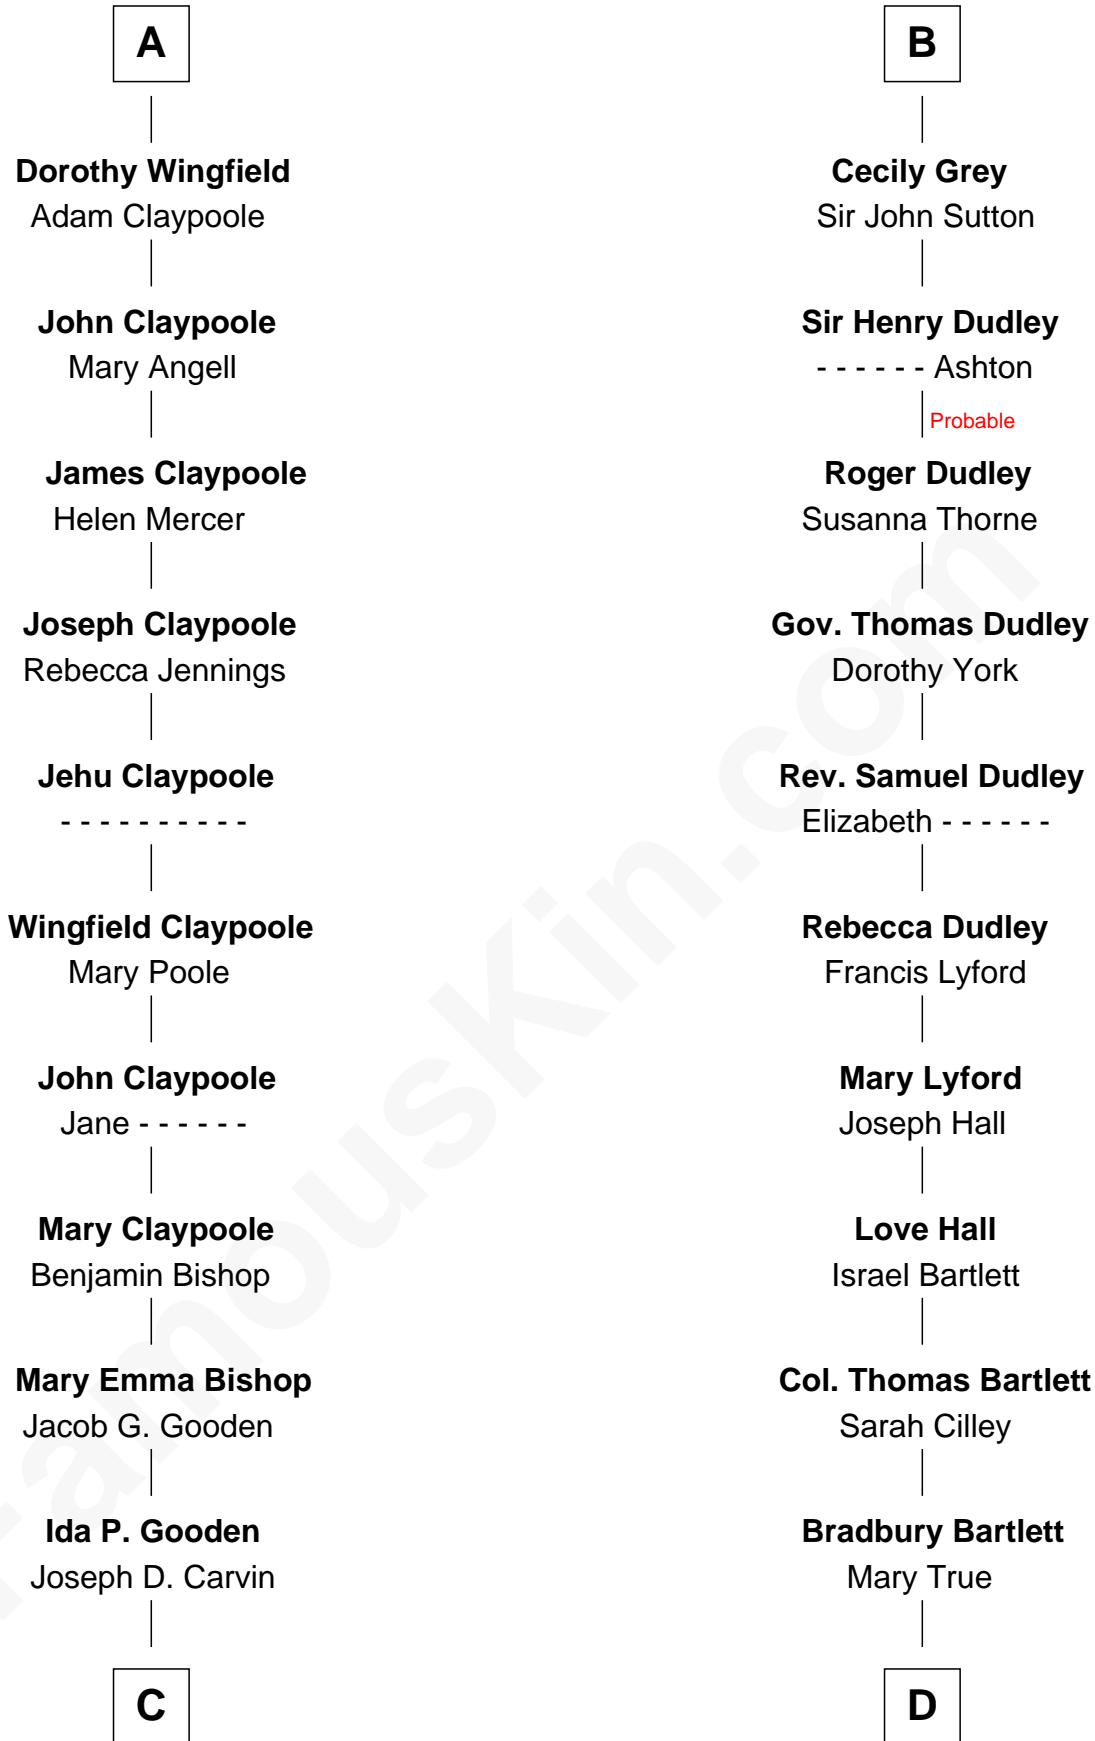 A
Dorothy Wingfield
Adam Claypoole
John Claypoole
Mary Angell
James Claypoole
Helen Mercer
Joseph Claypoole
Rebecca Jennings
Jehu Claypoole
- - - - - - - - - -
Wingfield Claypoole
Mary Poole
John Claypoole
Jane - - - - - -
Mary Claypoole
Benjamin Bishop
Mary Emma Bishop
Jacob G. Gooden
Ida P. Gooden
Joseph D. Carvin
C
B
Cecily Grey
Sir John Sutton
Sir Henry Dudley
- - - - - - Ashton
Probable
Roger Dudley
Susanna Thorne
Gov. Thomas Dudley
Dorothy York
Rev. Samuel Dudley
Elizabeth - - - - - -
Rebecca Dudley
Francis Lyford
Mary Lyford
Joseph Hall
Love Hall
Israel Bartlett
Col. Thomas Bartlett
Sarah Cilley
Bradbury Bartlett
Mary True
D
FamousKin.com